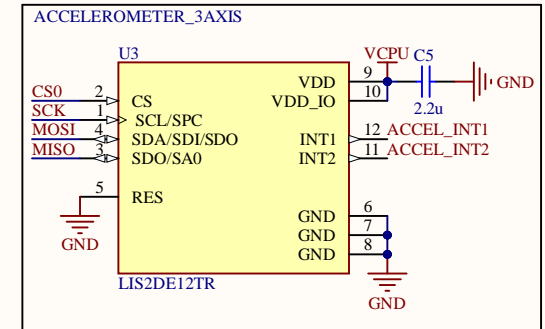 ACCELEROMETER_3AXIS
U3
VCPU
C5
9
VDD
10
VDD_IO
GND
2.2u
CS0
2
CS
SCK
1
SCL/SPC
MOSI
4
SDA/SDI/SDO
MISO
3
SDO/SA0
INT1
12
ACCEL_INT1
INT2
11
ACCEL_INT2
5
RES
GND
GND
6
GND
7
GND
8
GND
LIS2DE12TR